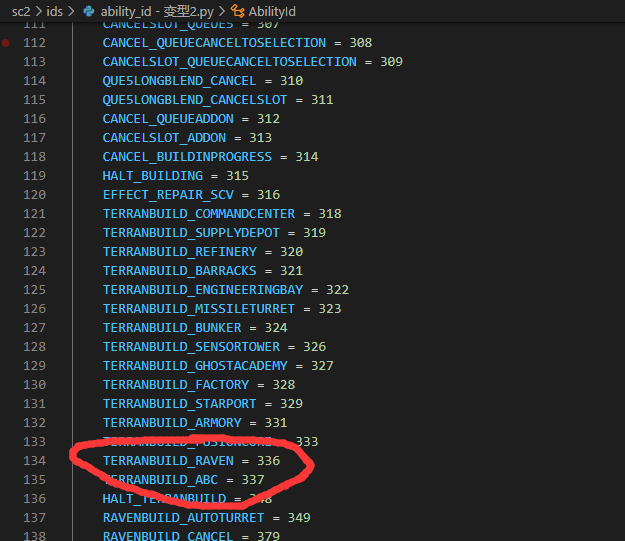 sc2 > ids > ability_id - 变型2.py > AbilityId
111 CANCELSLOT_QUEUE5 = 307
112 CANCEL_QUEUECANCELTOSELECTION = 308
113 CANCELSLOT_QUEUECANCELTOSELECTION = 309
114 QUE5LONGBLEND_CANCEL = 310
115 QUE5LONGBLEND_CANCELSLOT = 311
116 CANCEL_QUEUEADDON = 312
117 CANCELSLOT_ADDON = 313
118 CANCEL_BUILDINPROGRESS = 314
119 HALT_BUILDING = 315
120 EFFECT_REPAIR_SCV = 316
121 TERRANBUILD_COMMANDCENTER = 318
122 TERRANBUILD_SUPPLYDEPOT = 319
123 TERRANBUILD_REFINERY = 320
124 TERRANBUILD_BARRACKS = 321
125 TERRANBUILD_ENGINEERINGBAY = 322
126 TERRANBUILD_MISSILETURRET = 323
127 TERRANBUILD_BUNKER = 324
128 TERRANBUILD_SENSORTOWER = 326
129 TERRANBUILD_GHOSTACADEMY = 327
130 TERRANBUILD_FACTORY = 328
131 TERRANBUILD_STARPORT = 329
132 TERRANBUILD_ARMORY = 331
133 TERRANBUILD_FUSIONCORE = 333
134 TERRANBUILD_RAVEN = 336
135 TERRANBUILD_ABC = 337
136 HALT_TERRANBUILD = 348
137 RAVENBUILD_AUTOTURRET = 349
138 RAVENBUILD_CANCEL = 379